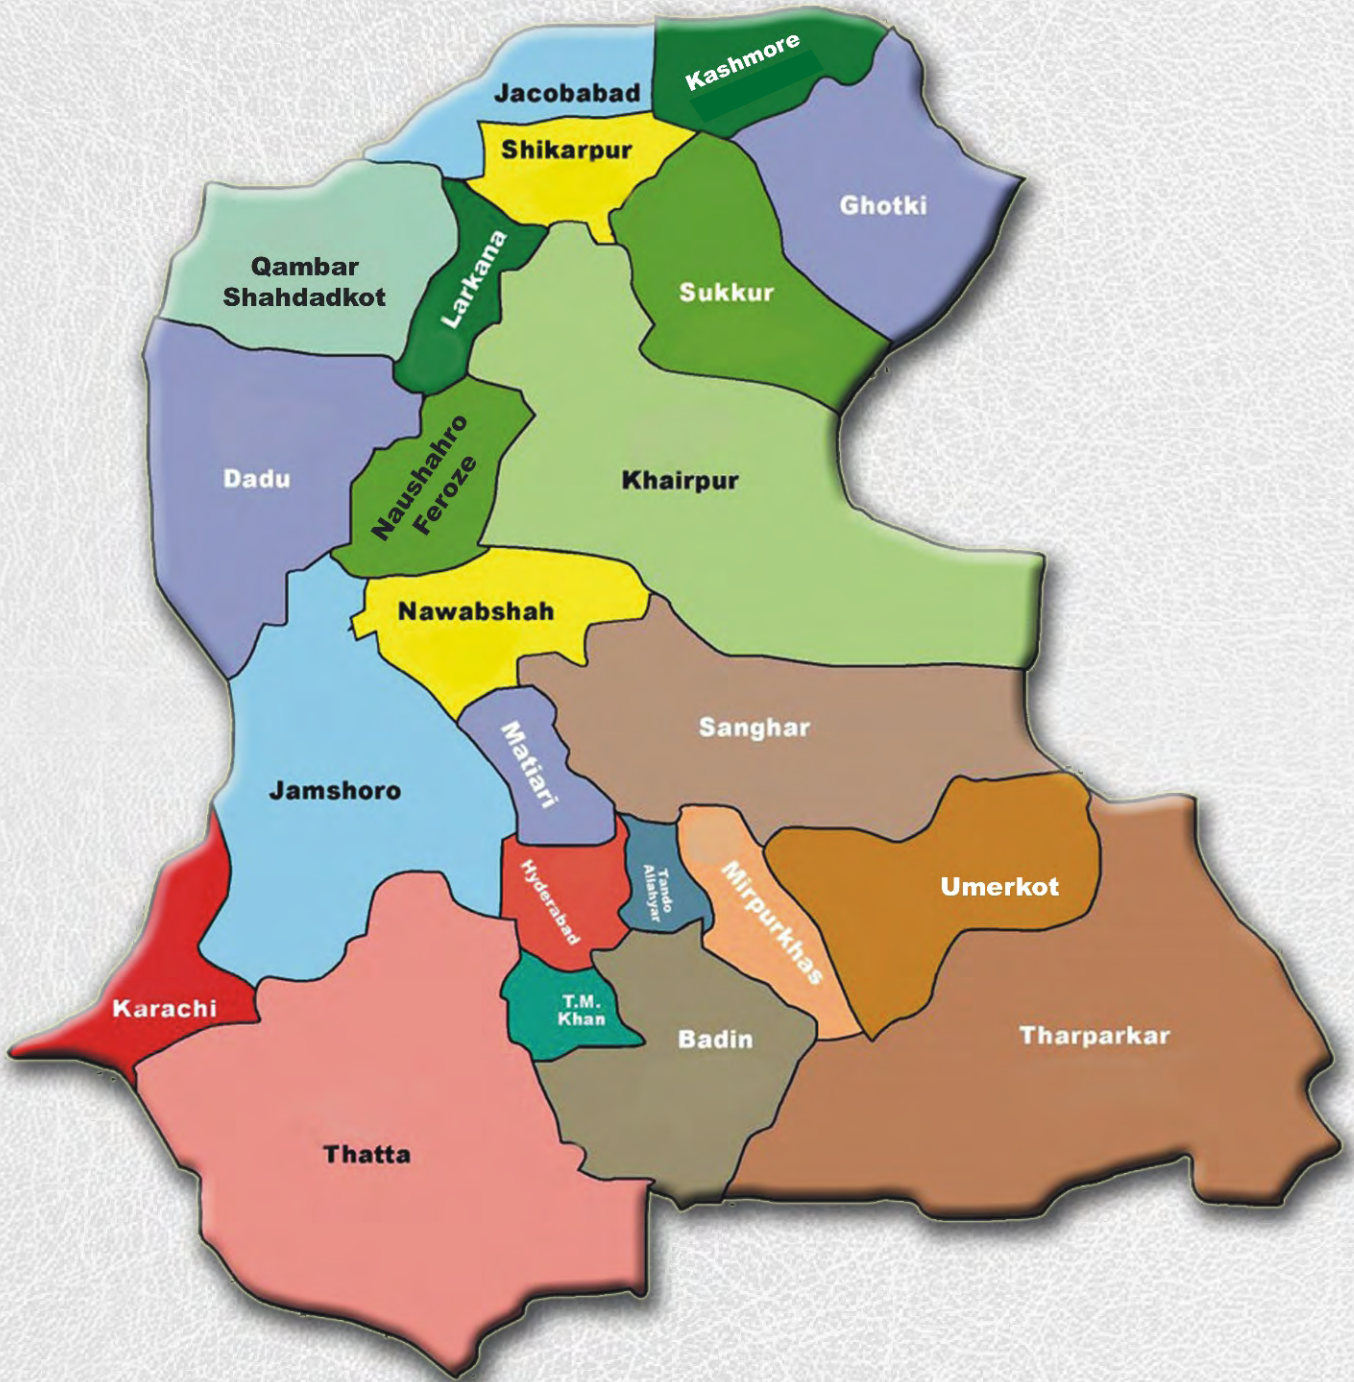 Kashmore
Jacobabad
Shikarpur
Ghotki
Qambar
Shahdadkot
Larkana
Sukkur
Naushahro
Feroze
Dadu
Khairpur
Nawabshah
Sanghar
Matiari
Jamshoro
Hyderabad
Tando
Allahyar
Mirpurkhas
Umerkot
Karachi
T.M.
Khan
Badin
Tharparkar
Thatta